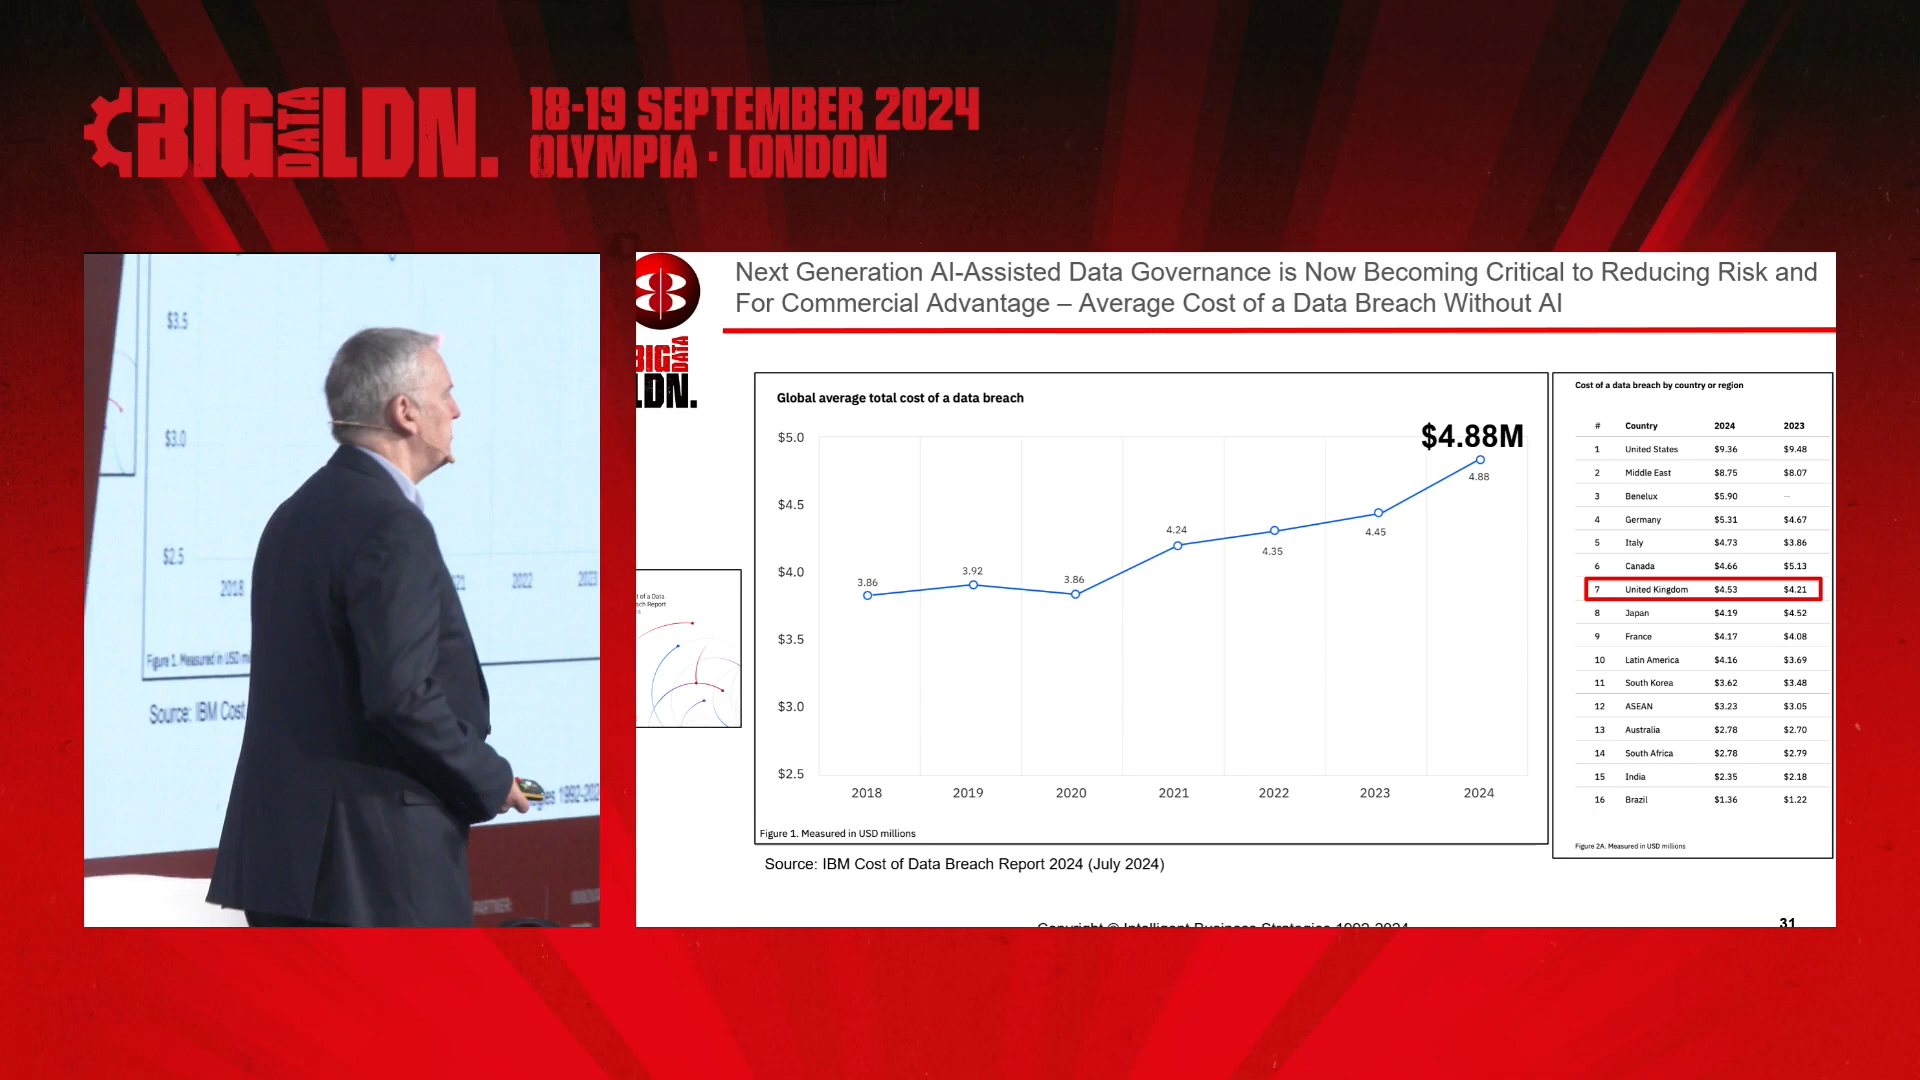 BIG DATA LDN.
18-19 SEPTEMBER 2024
OLYMPIA · LONDON
$3.5
$3.0
$2.5
2018
2022
2023
Figure 1. Measured in USD
Source: IBM Cost
1992-202
PARTNER:
Next Generation AI-Assisted Data Governance is Now Becoming Critical to Reducing Risk and
For Commercial Advantage – Average Cost of a Data Breach Without AI
BIG DATA
LDN.
t of a Data
ach Report
Global average total cost of a data breach
$4.88M
$5.0
$4.5
$4.0
$3.5
$3.0
$2.5
3.86
3.92
3.86
4.24
4.35
4.45
4.88
2018 2019 2020 2021 2022 2023 2024
Figure 1. Measured in USD millions
Source: IBM Cost of Data Breach Report 2024 (July 2024)
Cost of a data breach by country or region
# Country 2024 2023
1 United States $9.36 $9.48
2 Middle East $8.75 $8.07
3 Benelux $5.90 —
4 Germany $5.31 $4.67
5 Italy $4.73 $3.86
6 Canada $4.66 $5.13
7 United Kingdom $4.53 $4.21
8 Japan $4.19 $4.52
9 France $4.17 $4.08
10 Latin America $4.16 $3.69
11 South Korea $3.62 $3.48
12 ASEAN $3.23 $3.05
13 Australia $2.78 $2.70
14 South Africa $2.78 $2.79
15 India $2.35 $2.18
16 Brazil $1.36 $1.22
Figure 2A. Measured in USD millions
Copyright © Intelligent Business Strategies 1992-2024
31